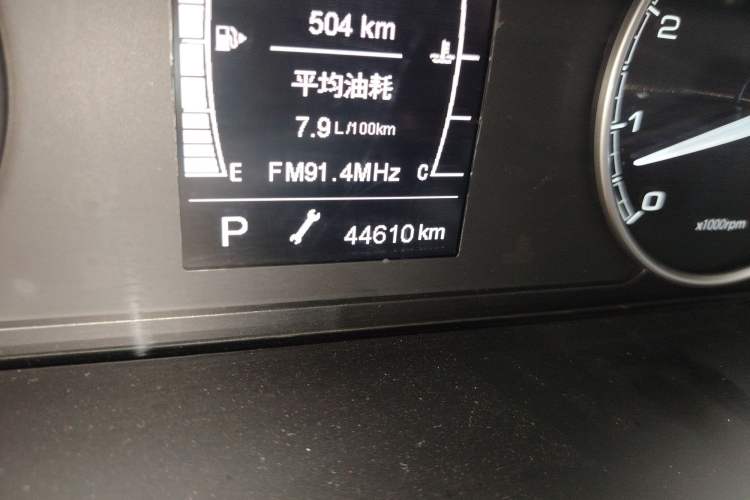 504 km
平均油耗
7.9 L/100km
E FM91.4MHz C
P 44610 km
2
1
0
x1000rpm